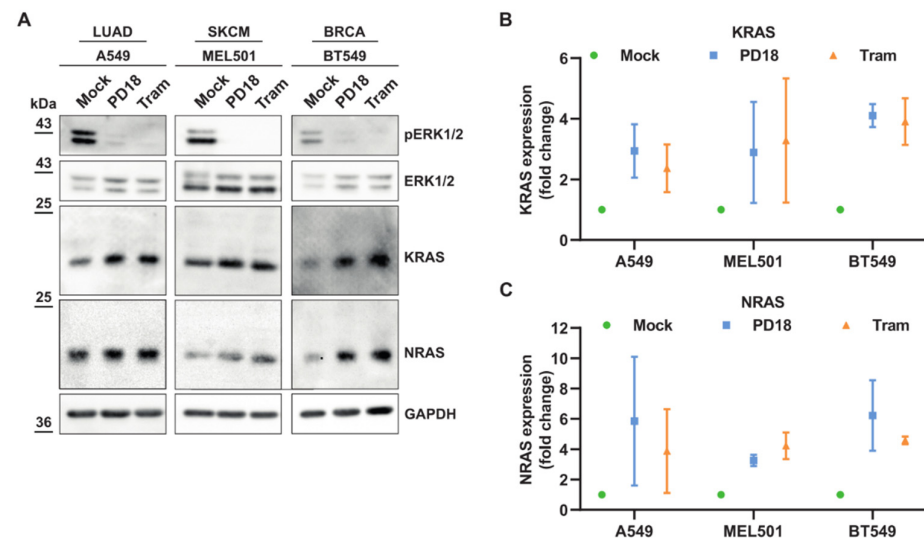 A
LUAD SKCM BRCA
A549 MEL501 BT549
Mock PD18 Tram Mock PD18 Tram Mock PD18 Tram
kDa
43
pERK1/2
43
ERK1/2
25
KRAS
25
NRAS
GAPDH
36
B
KRAS
Mock PD18 Tram
KRAS expression
(fold change)
6
4
2
0
A549 MEL501 BT549
C
NRAS
Mock PD18 Tram
NRAS expression
(fold change)
12
10
8
6
4
2
0
A549 MEL501 BT549